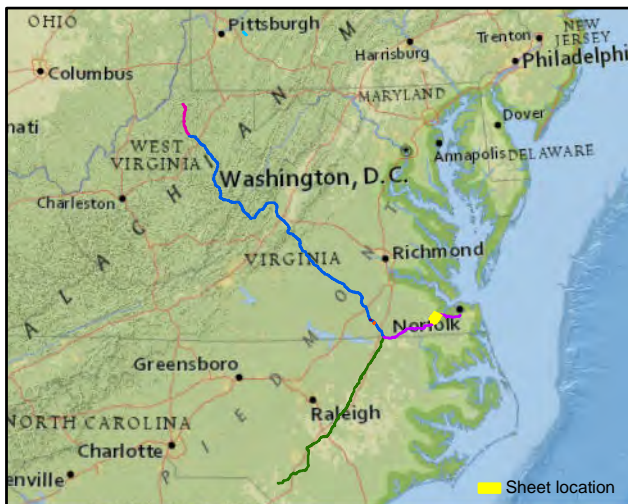 OHIO
Pittsburgh
NEW
JERSEY
Trenton
Harrisburg
Philadelphi
Columbus
MARYLAND
nati
WEST
VIRGINIA
Dover
Annapolis
DELAWARE
Washington, D.C.
Charleston
A L A C H I A N M
VIRGINIA
Richmond
Norfolk
Greensboro
P I E D M O N T
Raleigh
NORTH CAROLINA
Charlotte
enville
Sheet location